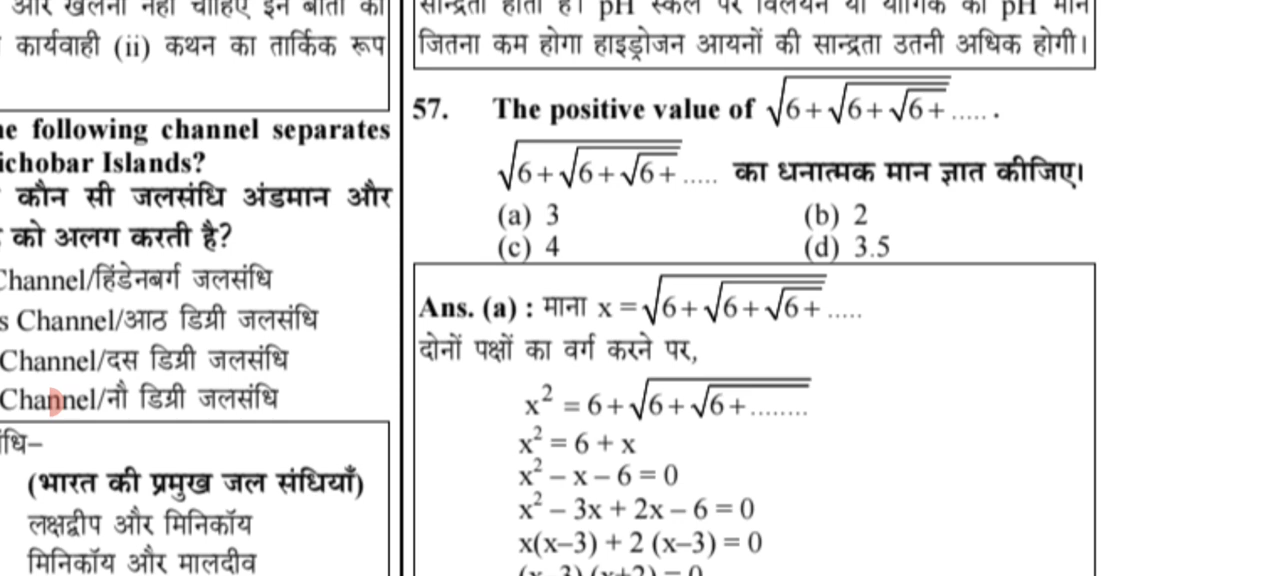 और खेलना नहीं चाहिए इन बातों को
कार्यवाही (ii) कथन का तार्किक रूप
e following channel separates
ichobar Islands?
कौन सी जलसंधि अंडमान और
को अलग करती है?
Channel/हिंडेनबर्ग जलसंधि
s Channel/आठ डिग्री जलसंधि
Channel/दस डिग्री जलसंधि
Channel/नौ डिग्री जलसंधि
धि–
(भारत की प्रमुख जल संधियाँ)
लक्षद्वीप और मिनिकॉय
मिनिकॉय और मालदीव
सान्द्रता होता है। pH स्केल पर विलयन या यौगिक का pH मान
जितना कम होगा हाइड्रोजन आयनों की सान्द्रता उतनी अधिक होगी।
57. The positive value of √6+√6+√6+..... .
√6+√6+√6+..... का धनात्मक मान ज्ञात कीजिए।
(a) 3 (b) 2
(c) 4 (d) 3.5
Ans. (a) : माना x =√6+√6+√6+.....
दोनों पक्षों का वर्ग करने पर,
x² = 6+√6+√6+........
x² = 6 + x
x² – x – 6 = 0
x² – 3x + 2x – 6 = 0
x(x–3) + 2 (x–3) = 0
(x–3) (x+2) = 0